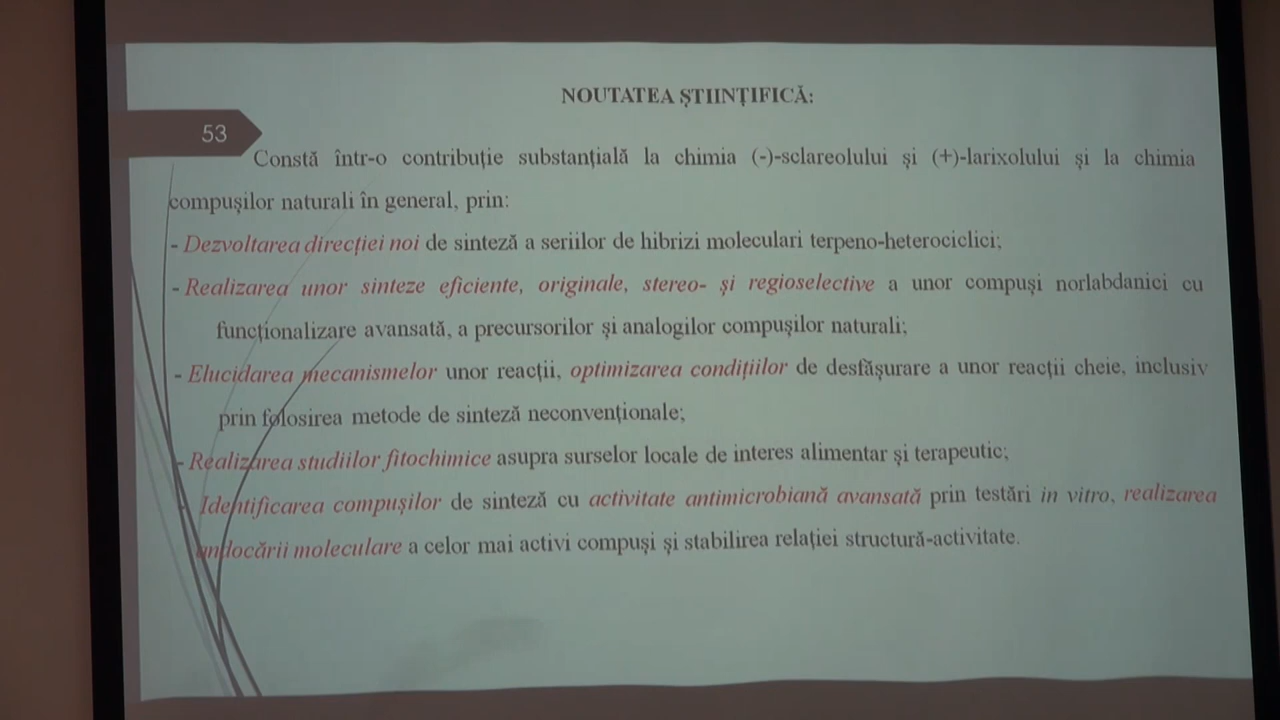 NOUTATEA ȘTIINȚIFICĂ:
53
Constă într-o contribuție substanțială la chimia (-)-sclareolului și (+)-larixolului și la chimia
compușilor naturali în general, prin:
- Dezvoltarea direcției noi de sinteză a seriilor de hibrizi moleculari terpeno-heterociclici;
- Realizarea unor sinteze eficiente, originale, stereo- și regioselective a unor compuși norlabdanici cu
funcționalizare avansată, a precursorilor și analogilor compușilor naturali;
- Elucidarea mecanismelor unor reacții, optimizarea condițiilor de desfășurare a unor reacții cheie, inclusiv
prin folosirea metode de sinteză neconvenționale;
- Realizarea studiilor fitochimice asupra surselor locale de interes alimentar și terapeutic;
- Identificarea compușilor de sinteză cu activitate antimicrobiană avansată prin testări in vitro, realizarea
andocării moleculare a celor mai activi compuși și stabilirea relației structură-activitate.